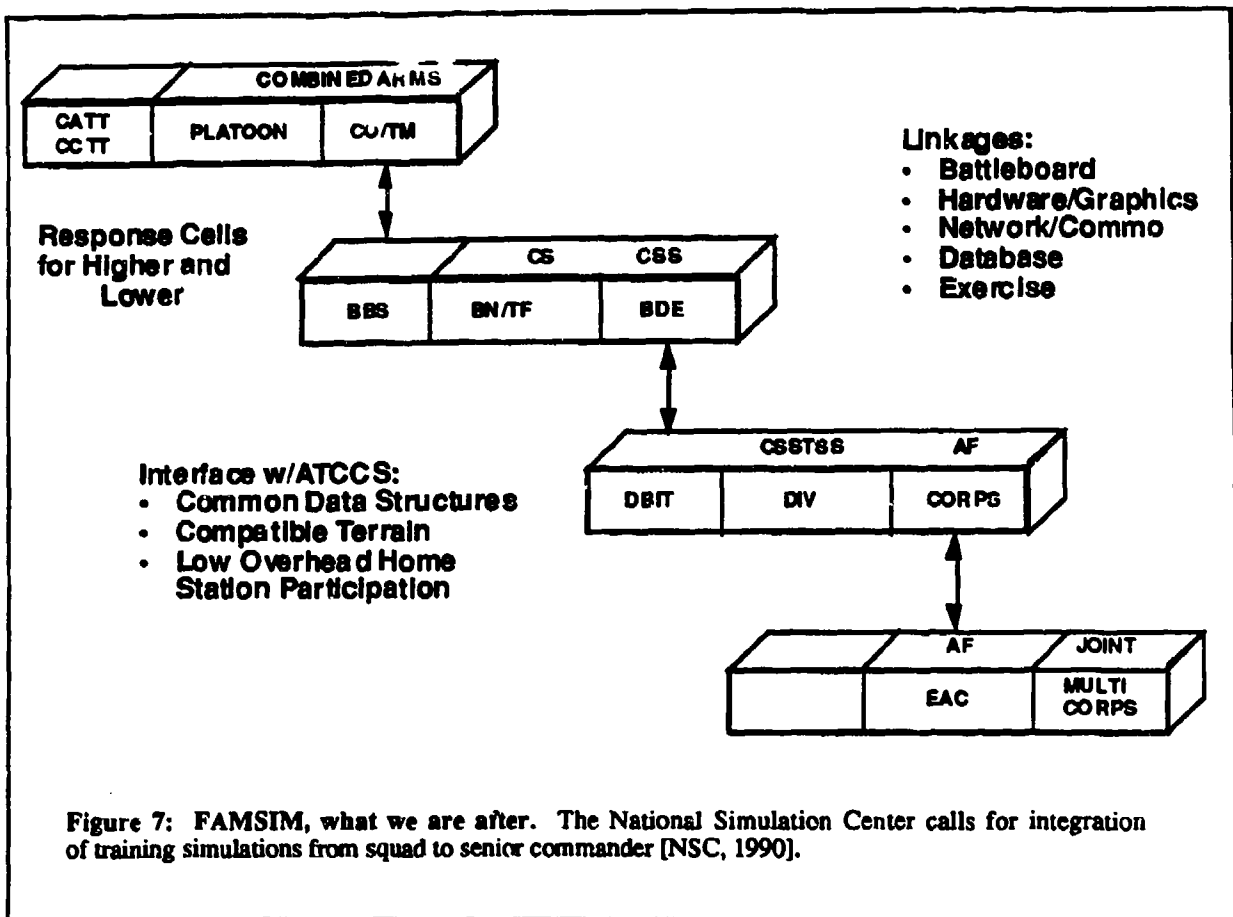 COMBINED ARMS
CATT
CCTT
PLATOON
CO/TM
Linkages:
• Battleboard
• Hardware/Graphics
• Network/Commo
• Database
• Exercise
Response Cells
for Higher and
Lower
CS
CSS
BBS
BN/TF
BDE
CSSTSS
AF
DBIT
DIV
CORPS
Interface w/ATCCS:
• Common Data Structures
• Compatible Terrain
• Low Overhead Home
Station Participation
AF
JOINT
EAC
MULTI
CORPS
Figure 7: FAMSIM, what we are after. The National Simulation Center calls for integration
of training simulations from squad to senior commander [NSC, 1990].